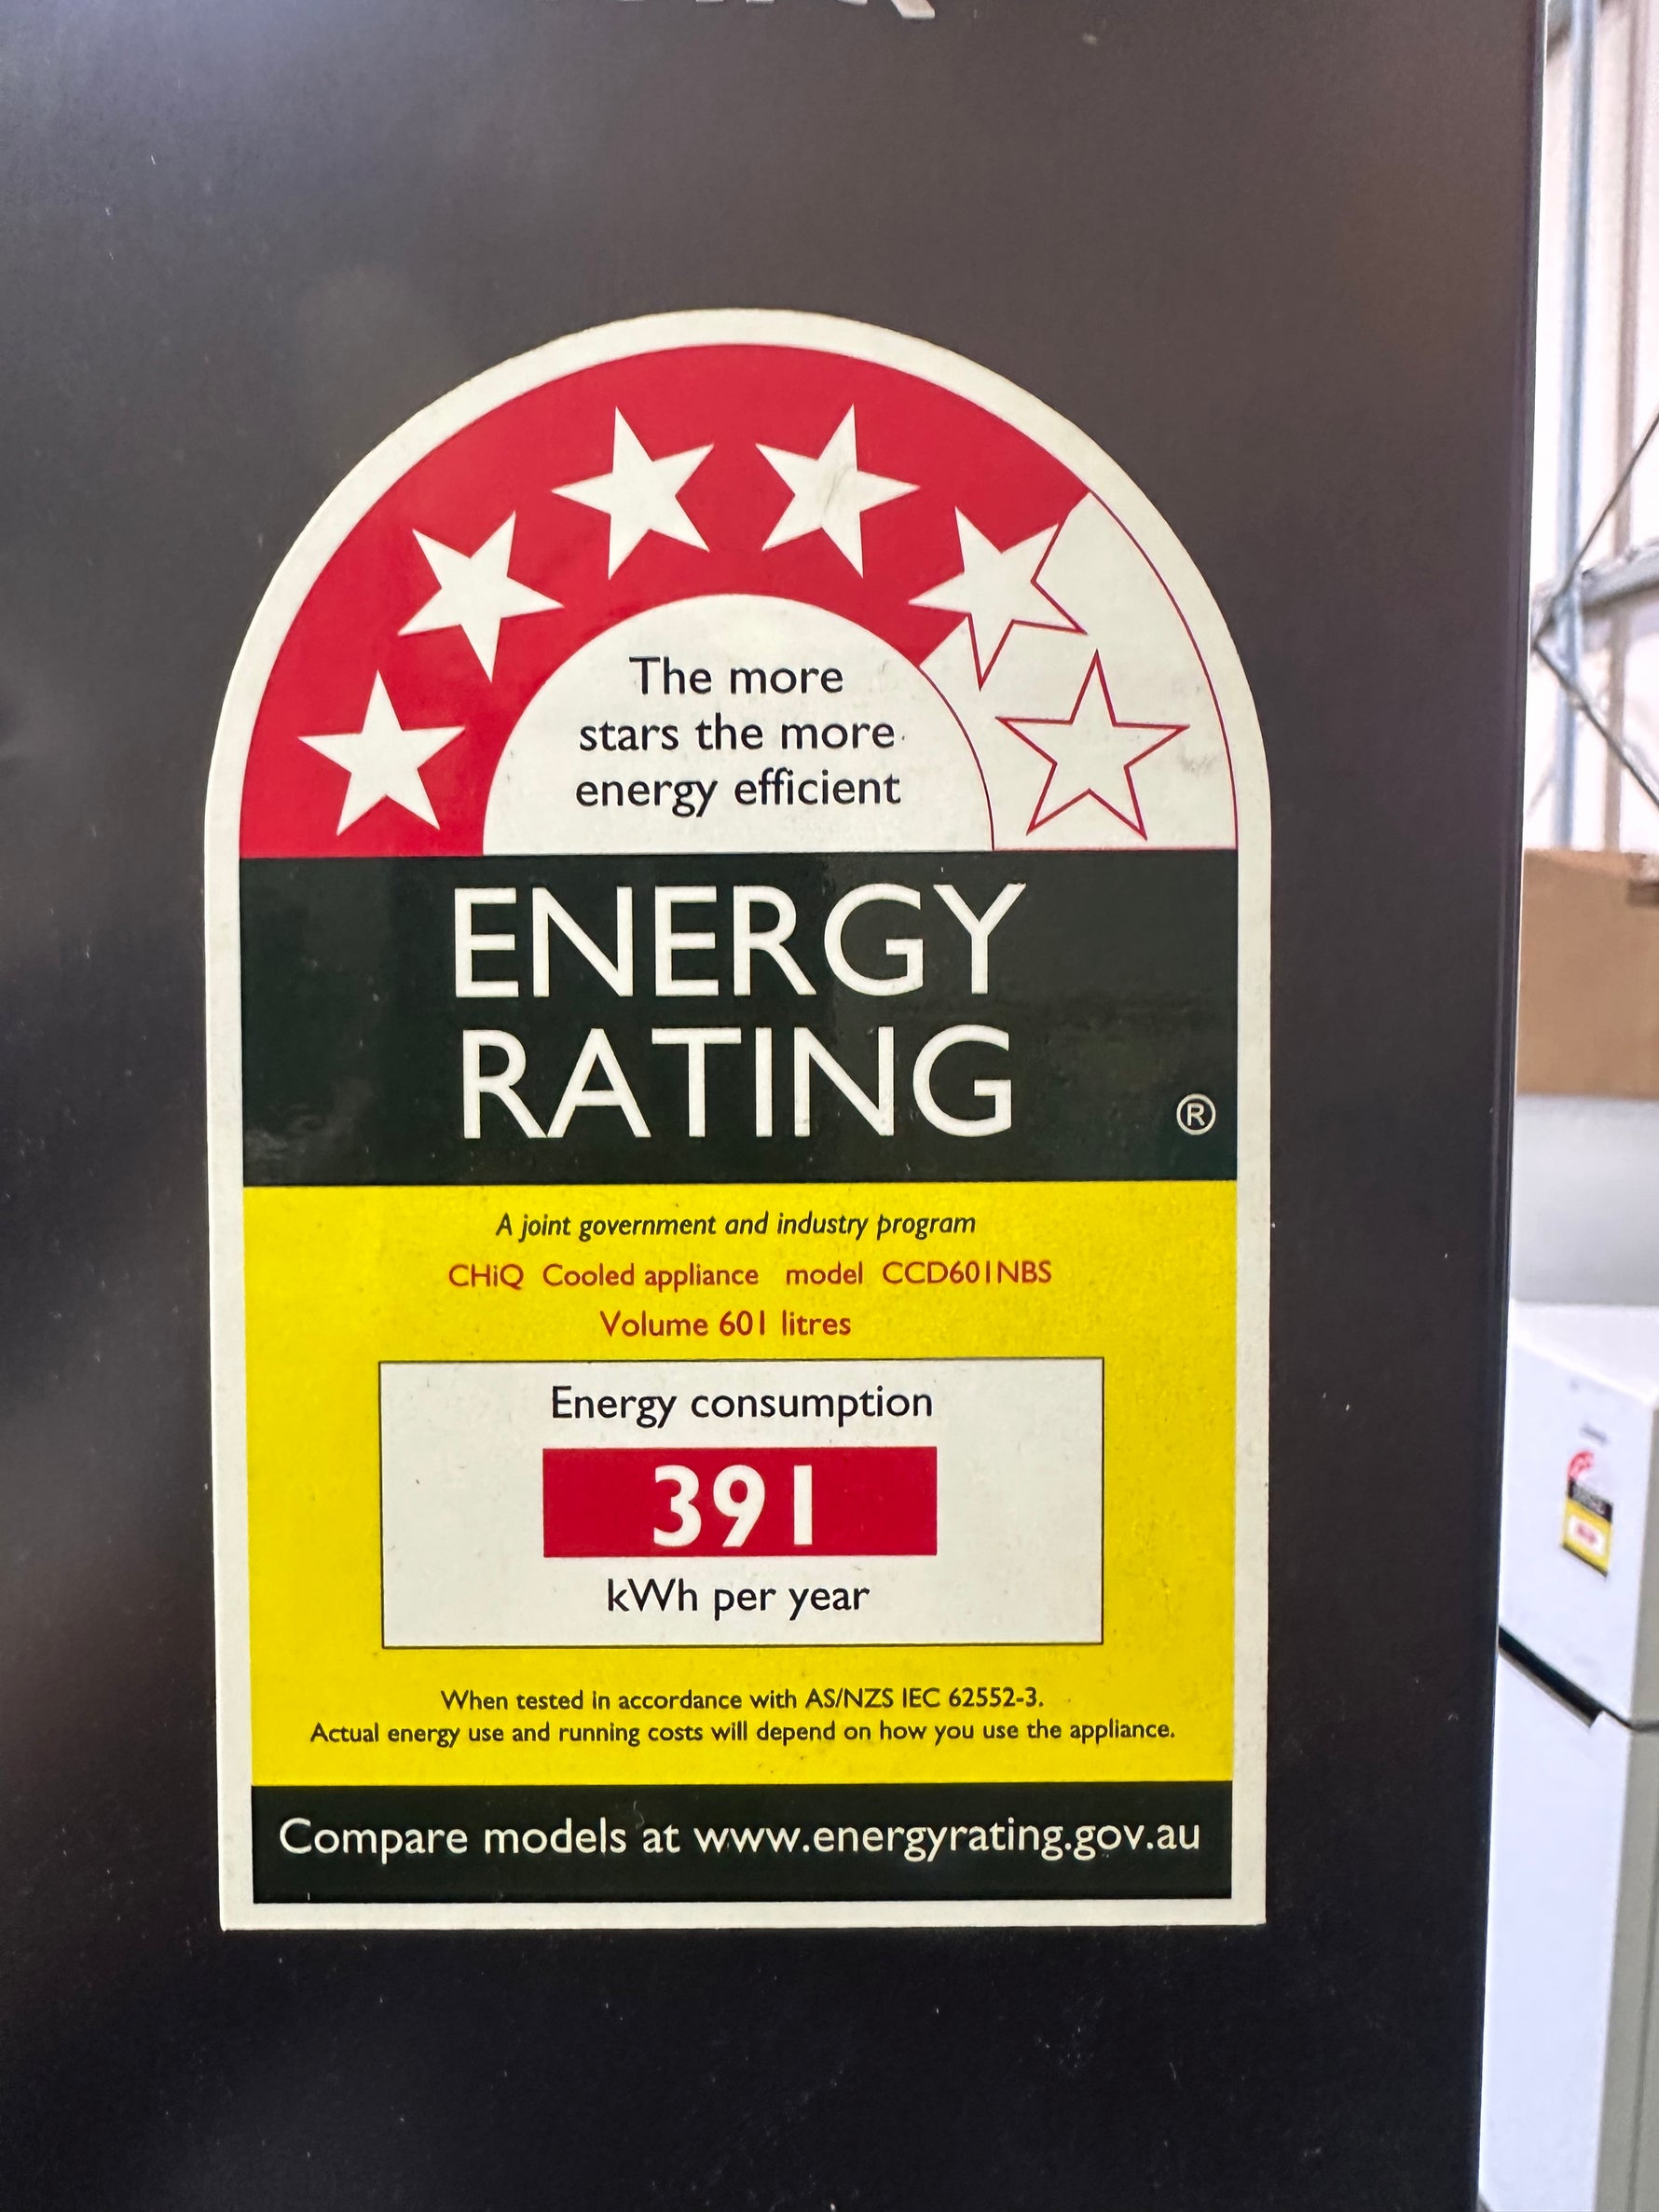 The more
stars the more
energy efficient
ENERGY
RATING
®
A joint government and industry program
CHiQ Cooled appliance model CCD601NBS
Volume 601 litres
Energy consumption
391
kWh per year
When tested in accordance with AS/NZS IEC 62552-3.
Actual energy use and running costs will depend on how you use the appliance.
Compare models at www.energyrating.gov.au